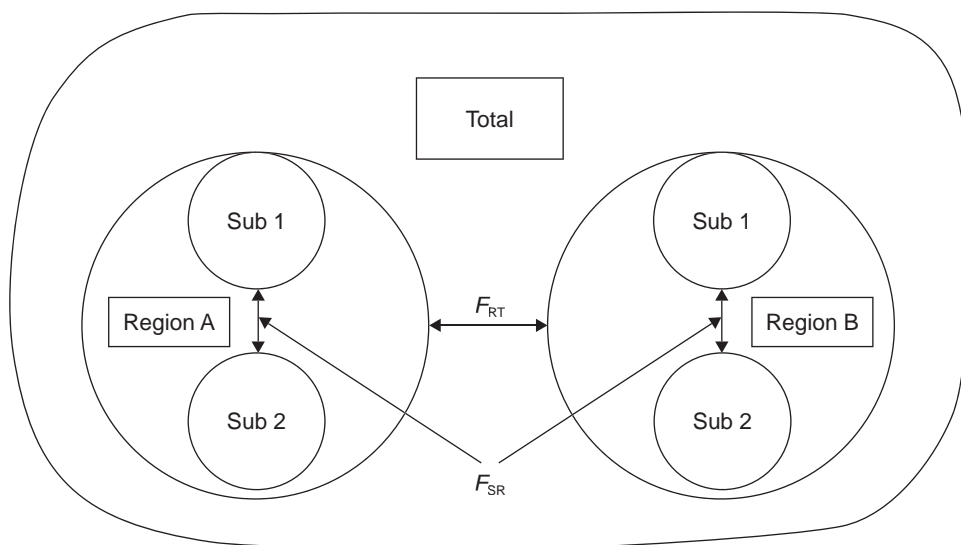 Total
Sub 1
Sub 1
Region A
F_RT
Region B
Sub 2
Sub 2
F_SR